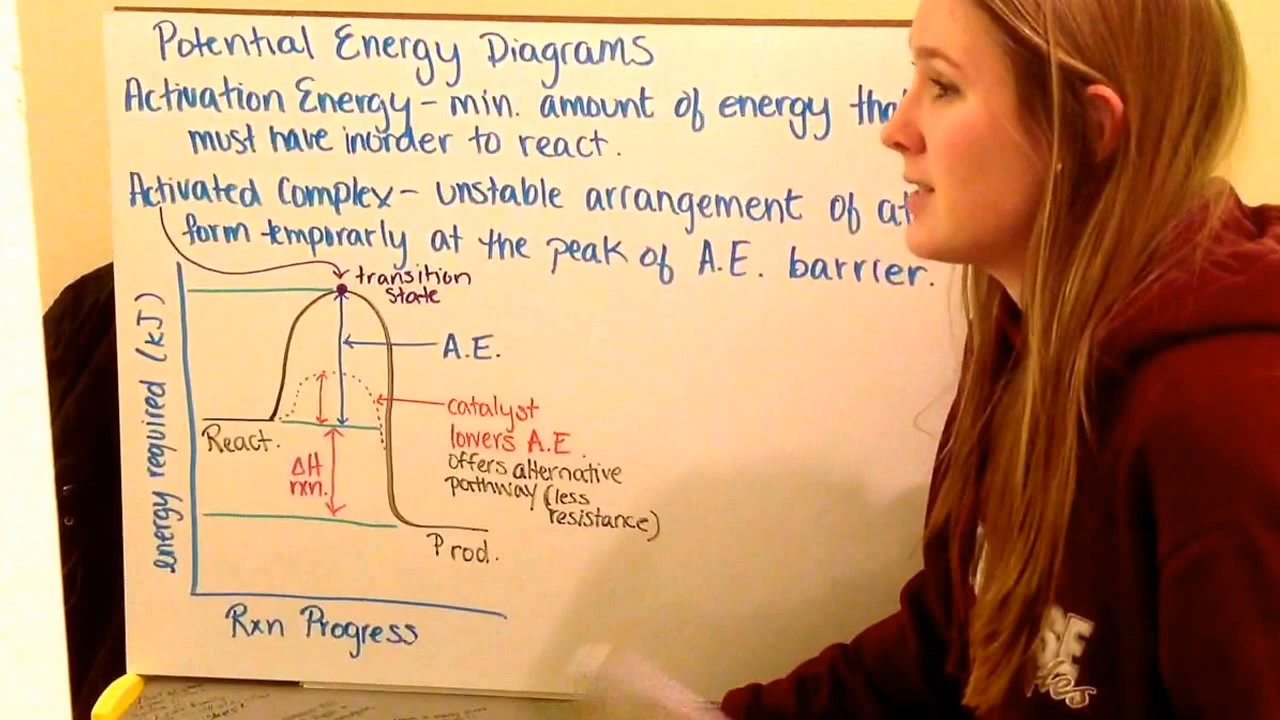 Potential Energy Diagrams
Activation Energy - min. amount of energy
must have inorder to react.
Activated Complex - unstable arrangement of
form temporarly at the peak of A.E. barrier.
transition
state
A.E.
catalyst
lowers A.E.
offers alternative
pathway (less
resistance)
React.
ΔH
rxn.
Prod.
energy required (kJ)
Rxn Progress